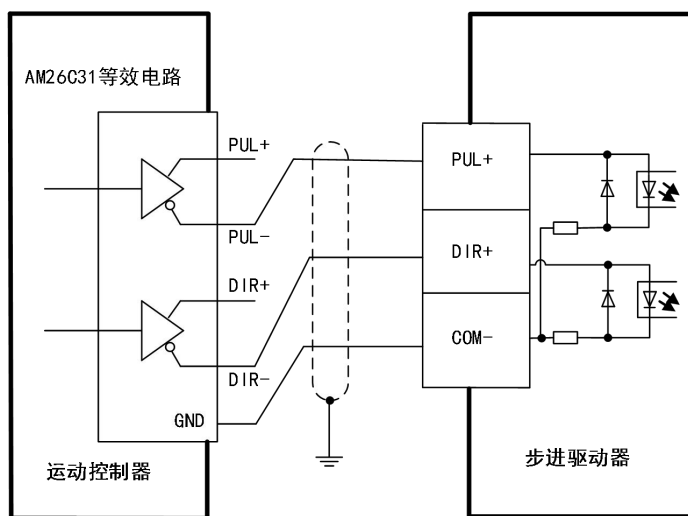 AM26C31等效电路
PUL+
PUL-
DIR+
DIR-
GND
运动控制器
PUL+
DIR+
COM-
步进驱动器